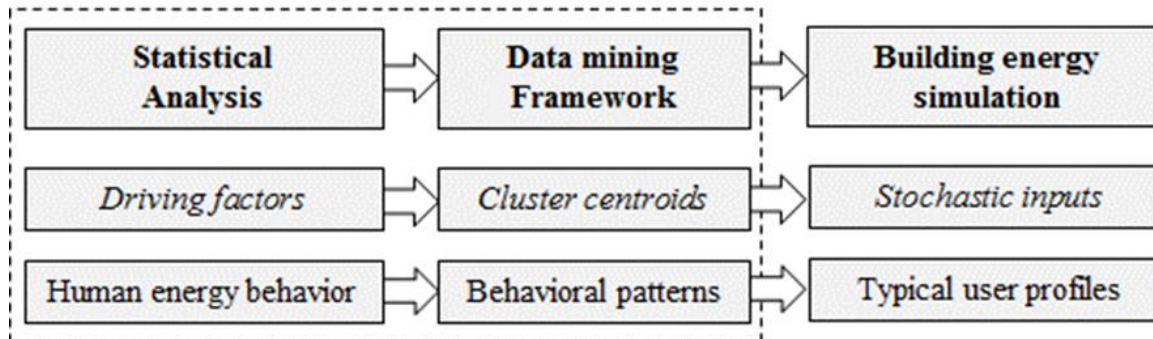 Statistical
Analysis
Data mining
Framework
Building energy
simulation
Driving factors
Cluster centroids
Stochastic inputs
Human energy behavior
Behavioral patterns
Typical user profiles